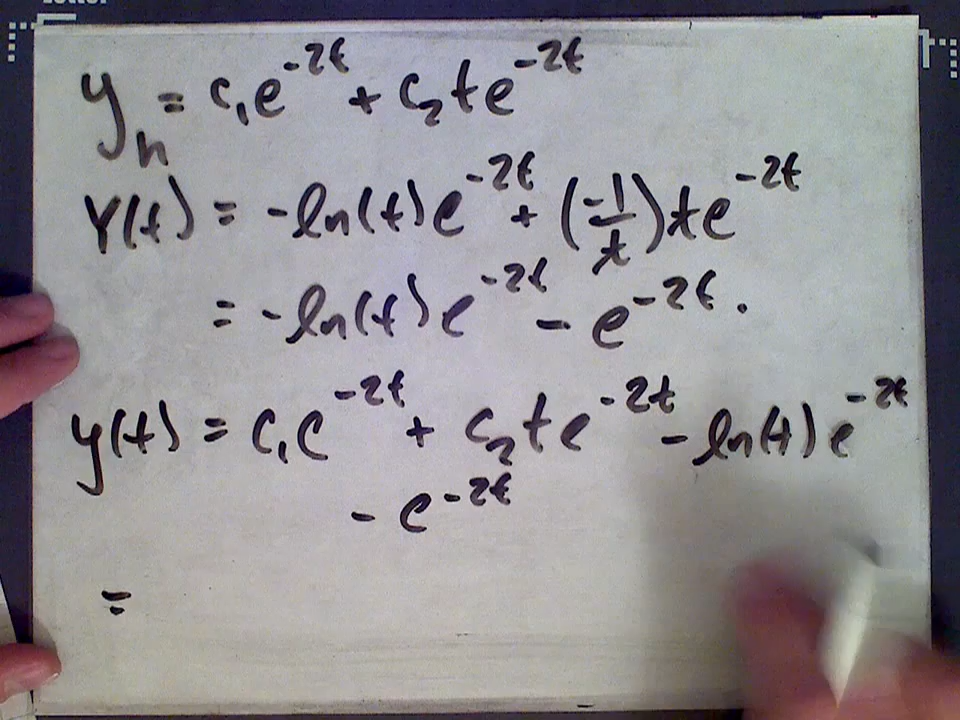 y_h = c₁e^{-2t} + c₂te^{-2t}
Y(t) = -ln(t)e^{-2t} + (-1/t)te^{-2t}
= -ln(t)e^{-2t} - e^{-2t}.
y(t) = c₁e^{-2t} + c₂te^{-2t} - ln(t)e^{-2t}
- e^{-2t}
=